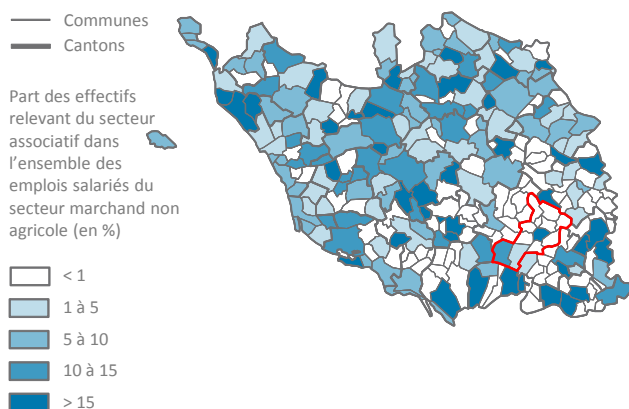 Communes
Cantons
Part des effectifs
relevant du secteur
associatif dans
l’ensemble des
emplois salariés du
secteur marchand non
agricole (en %)
< 1
1 à 5
5 à 10
10 à 15
> 15